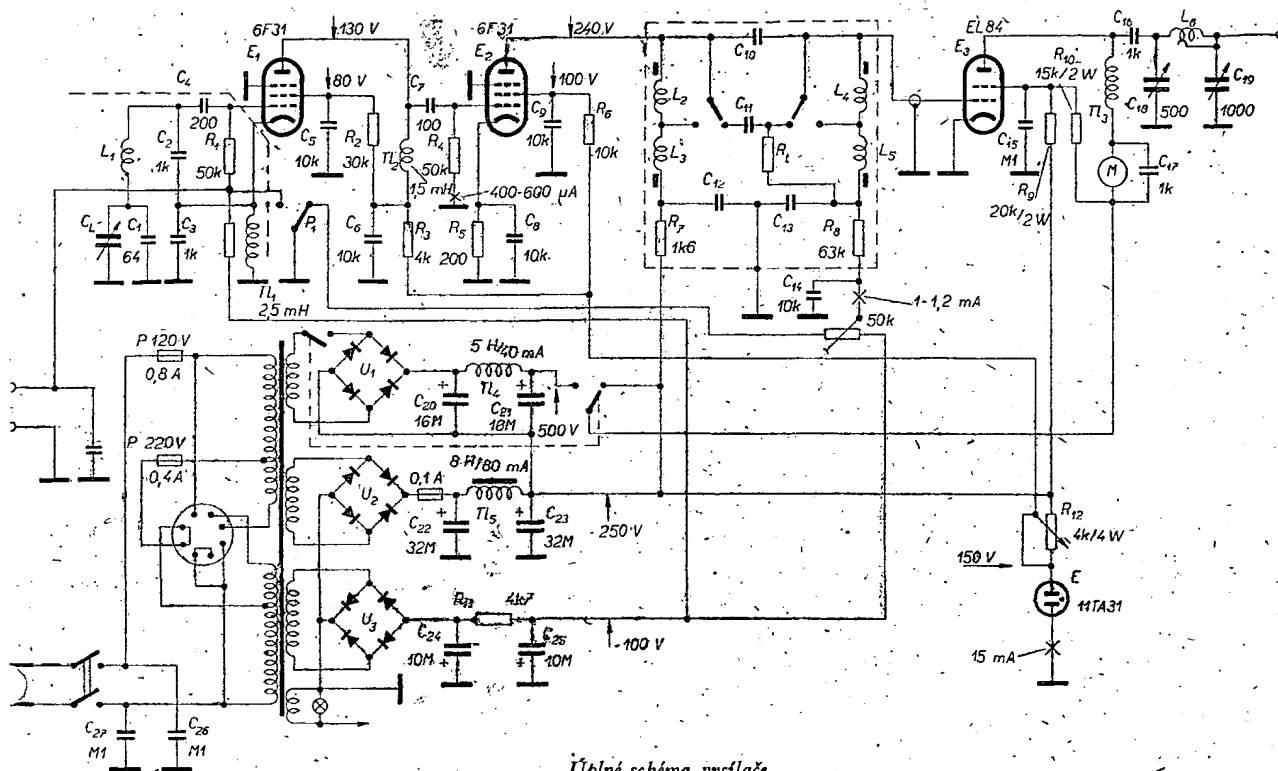 6F31
130 V
6F31
240 V
EL84
C16
1k
L6
E1
E2
E3
R10
15k/2 W
C10
C4
200
80 V
C7
100
100 V
C9
10k
R6
10k
L2
C11
L4
Tl3
C18
500
C19
1000
L1
C2
1k
R1
50k
C5
10k
R2
30k
Tl2
15 mH
R4
50k
400-600 µA
L3
Rt
L5
C15
M1
R9
20k/2 W
M
C17
1k
CL
C1
64
C3
1k
P1
C6
10k
R3
4k
R5
200
C8
10k
C12
C13
R7
1k6
R8
63k
Tl1
2,5 mH
C14
10k
1-1,2 mA
50k
P 120 V
0,8 A
U1
5 H/40 mA
Tl4
C20
16M
C21
16M
500 V
P 220 V
0,4 A
U2
0,1 A
8 H/80 mA
Tl5
C22
32M
C23
32M
250 V
R12
4k/4 W
150 V
E
11TA31
U3
4k7
C24
10M
C25
10M
-100 V
15 mA
C27
M1
C26
M1
Úplné schéma vysílače